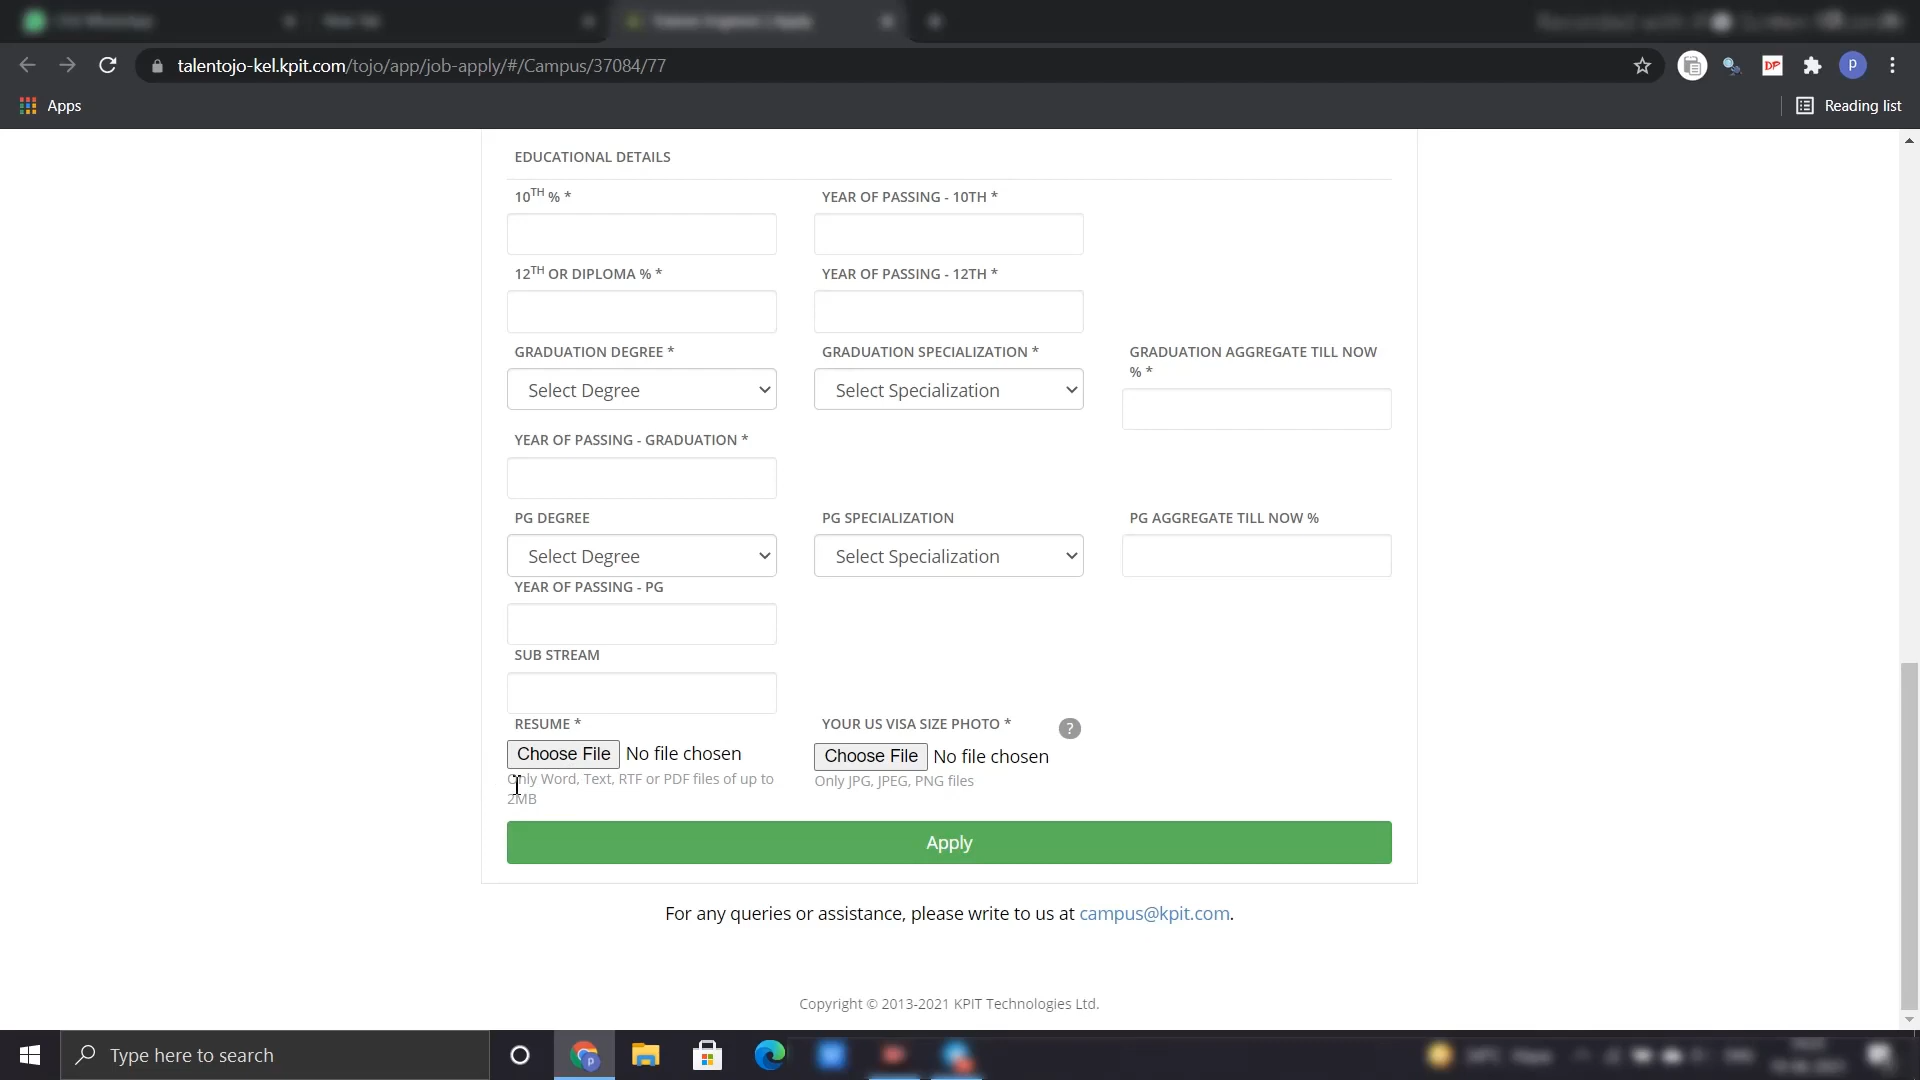 talentojo-kel.kpit.com/tojo/app/job-apply/#/Campus/37084/77
DP
P
Apps
Reading list
EDUCATIONAL DETAILS
10TH % *
YEAR OF PASSING - 10TH *
12TH OR DIPLOMA % *
YEAR OF PASSING - 12TH *
GRADUATION DEGREE *
GRADUATION SPECIALIZATION *
GRADUATION AGGREGATE TILL NOW
% *
Select Degree
Select Specialization
YEAR OF PASSING - GRADUATION *
PG DEGREE
PG SPECIALIZATION
PG AGGREGATE TILL NOW %
Select Degree
Select Specialization
YEAR OF PASSING - PG
SUB STREAM
RESUME *
YOUR US VISA SIZE PHOTO *
?
Choose File No file chosen
Choose File No file chosen
Only Word, Text, RTF or PDF files of up to
2MB
Only JPG, JPEG, PNG files
Apply
For any queries or assistance, please write to us at campus@kpit.com.
Copyright © 2013-2021 KPIT Technologies Ltd.
Type here to search